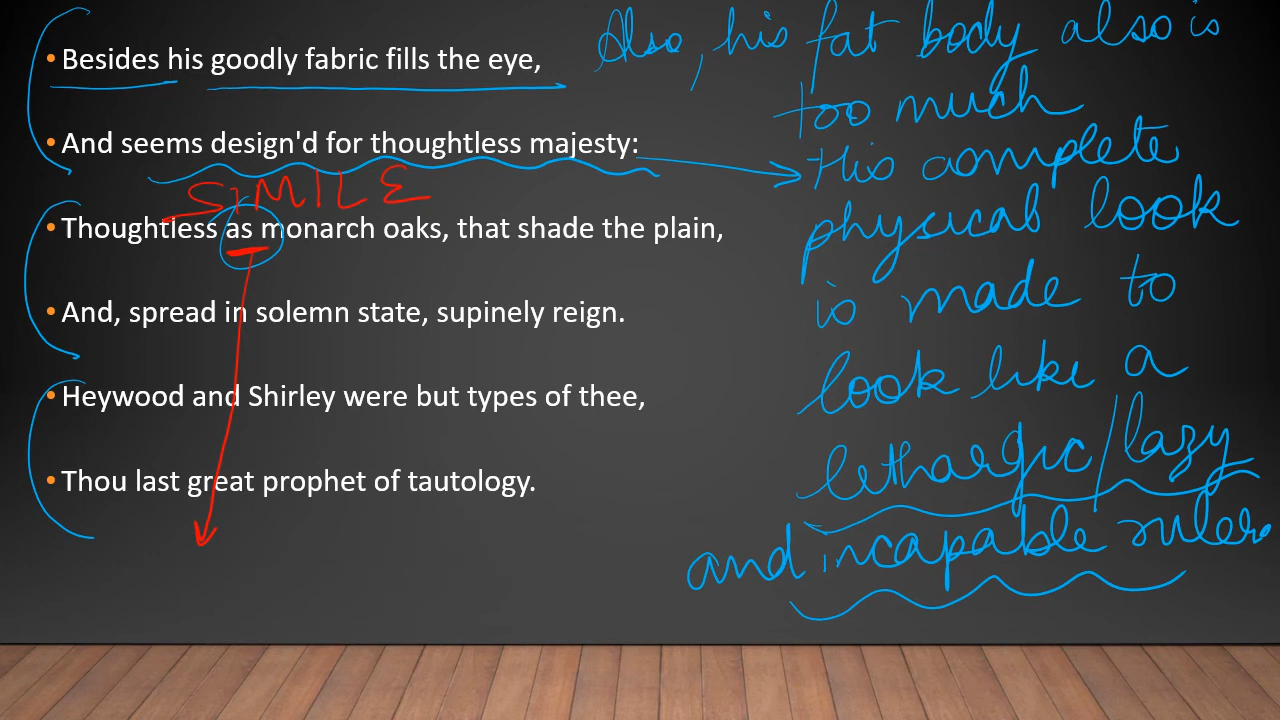 • Besides his goodly fabric fills the eye,
• And seems design'd for thoughtless majesty:
SIMILE
• Thoughtless as monarch oaks, that shade the plain,
• And, spread in solemn state, supinely reign.
• Heywood and Shirley were but types of thee,
• Thou last great prophet of tautology.
Also, his fat body also is
too much
His complete
physical look
is made to
look like a
lethargic/lazy
and incapable ruler.